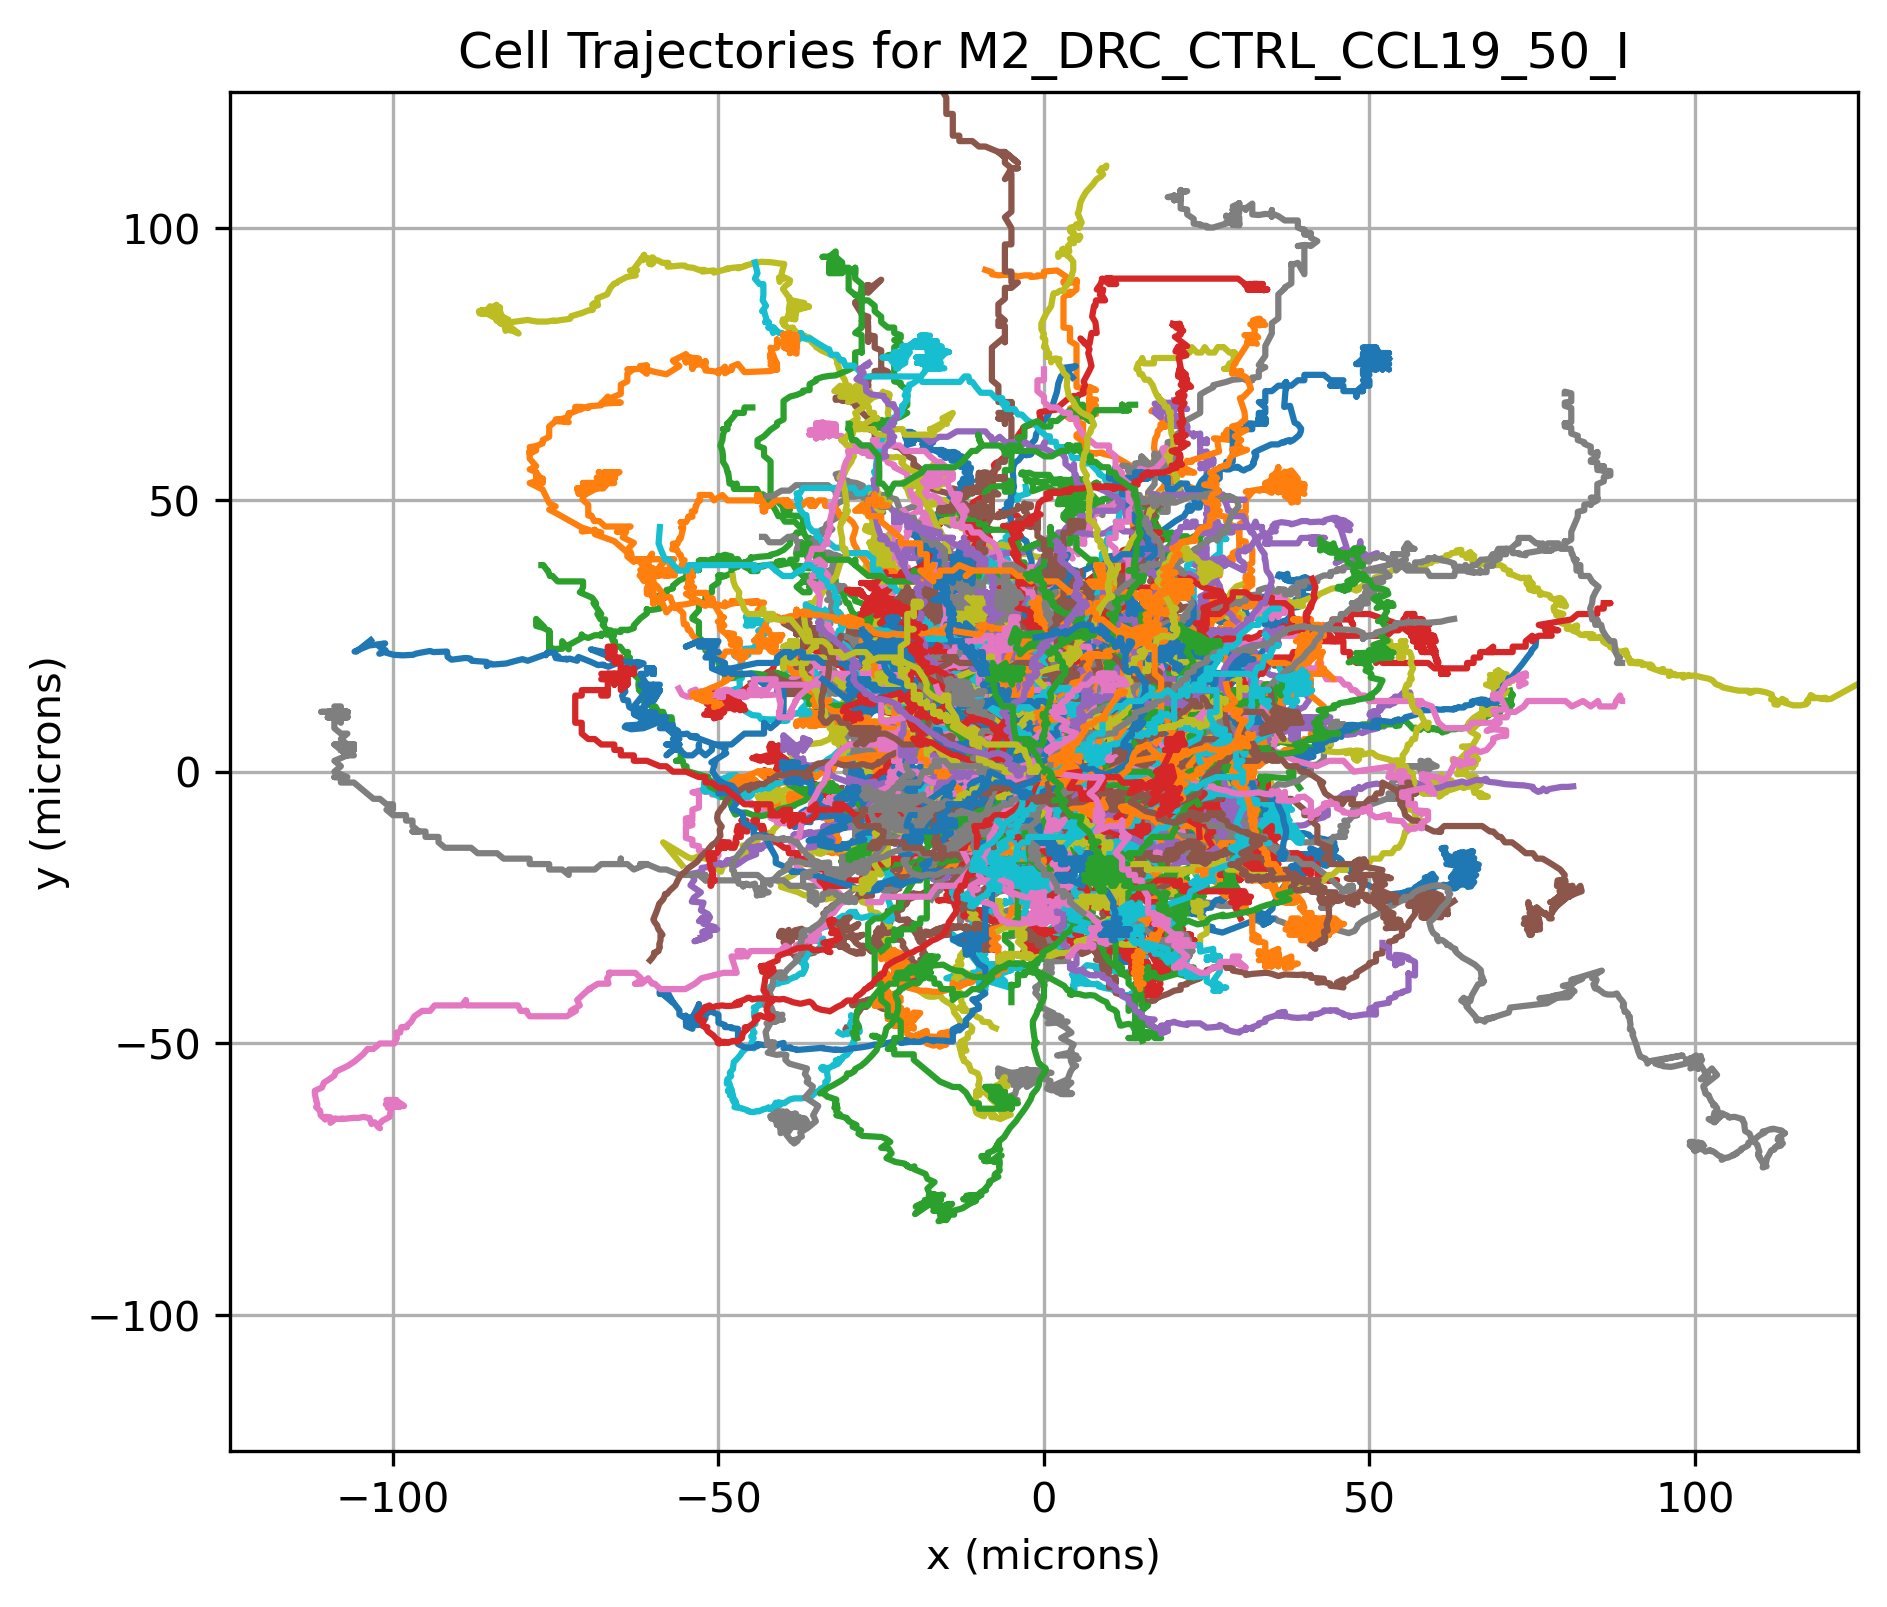 Cell Trajectories for M2_DRC_CTRL_CCL19_50_I
100
50
0
−50
−100
y (microns)
−100 −50 0 50 100
x (microns)